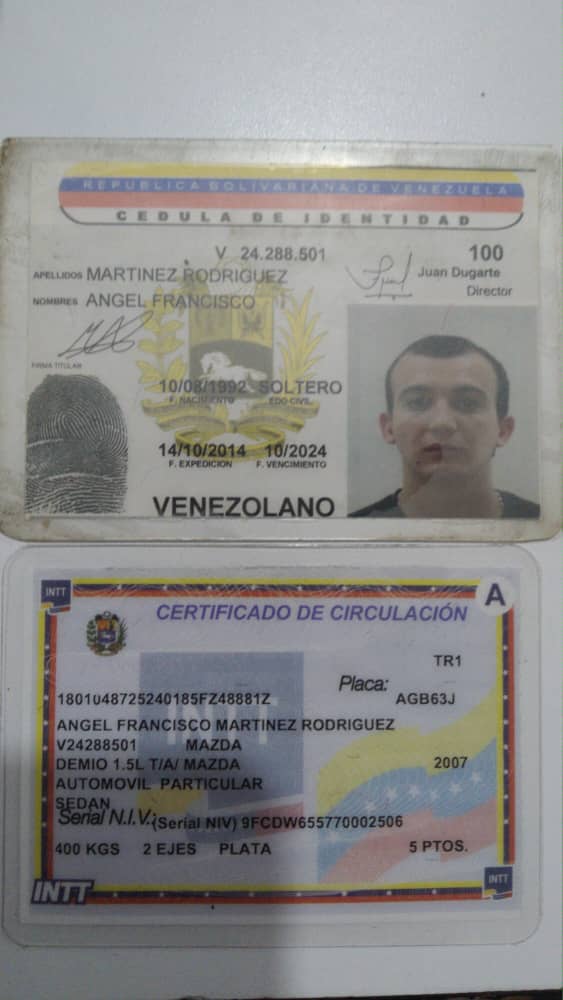 REPUBLICA BOLIVARIANA DE VENEZUELA
CEDULA DE IDENTIDAD
V 24.288.501
100
APELLIDOS MARTINEZ RODRIGUEZ
Juan Dugarte
Director
NOMBRES ANGEL FRANCISCO
FIRMA TITULAR
10/08/1992 SOLTERO
F. NACIMIENTO EDO CIVIL
14/10/2014 10/2024
F. EXPEDICION F. VENCIMIENTO
VENEZOLANO
INTT
A
CERTIFICADO DE CIRCULACIÓN
TR1
Placa:
1801048725240185FZ48881Z AGB63J
ANGEL FRANCISCO MARTINEZ RODRIGUEZ
V24288501 MAZDA
DEMIO 1.5L T/A/ MAZDA 2007
AUTOMOVIL PARTICULAR
SEDAN
Serial N.I.V.: (Serial NIV) 9FCDW655770002506
400 KGS 2 EJES PLATA 5 PTOS.
INTT
INTT